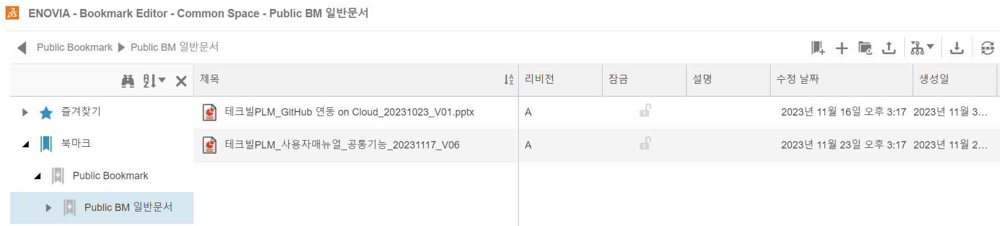 ENOVIA - Bookmark Editor - Common Space - Public BM 일반문서
Public Bookmark Public BM 일반문서
제목 리비전 잠금 설명 수정 날짜 생성일
즐겨찾기
테크빌PLM_GitHub 연동 on Cloud_20231023_V01.pptx A 2023년 11월 16일 오후 3:17 2023년 11월 3...
북마크
테크빌PLM_사용자매뉴얼_공통기능_20231117_V06 A 2023년 11월 23일 오후 3:17 2023년 11월 2...
Public Bookmark
Public BM 일반문서